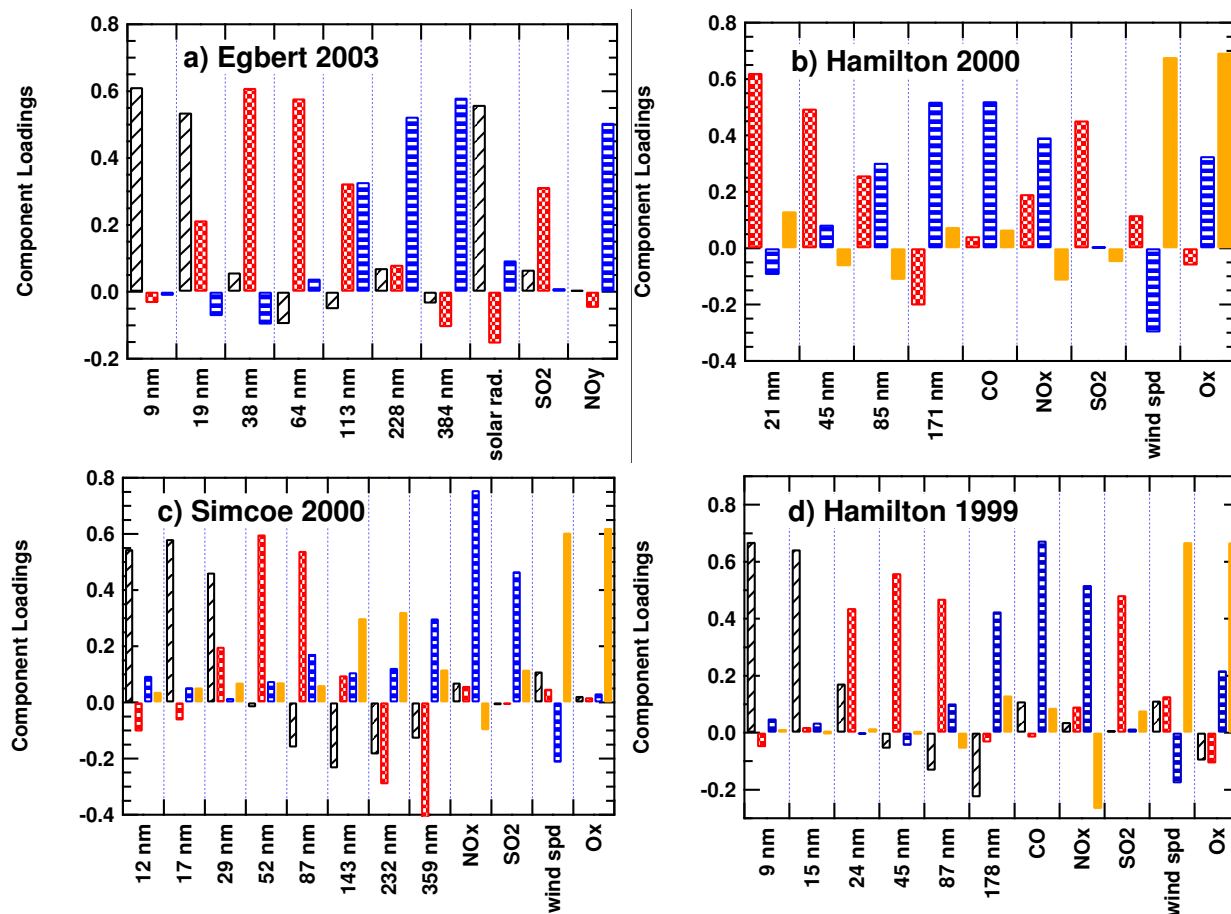 a) Egbert 2003
Component Loadings
0.8
0.6
0.4
0.2
0.0
-0.2
9 nm
19 nm
38 nm
64 nm
113 nm
228 nm
384 nm
solar rad.
SO2
NOy
b) Hamilton 2000
Component Loadings
0.8
0.6
0.4
0.2
0.0
-0.2
-0.4
21 nm
45 nm
85 nm
171 nm
CO
NOx
SO2
wind spd
Ox
c) Simcoe 2000
Component Loadings
0.8
0.6
0.4
0.2
0.0
-0.2
-0.4
12 nm
17 nm
29 nm
52 nm
87 nm
143 nm
232 nm
359 nm
NOx
SO2
wind spd
Ox
d) Hamilton 1999
Component Loadings
0.8
0.6
0.4
0.2
0.0
-0.2
9 nm
15 nm
24 nm
45 nm
87 nm
178 nm
CO
NOx
SO2
wind spd
Ox